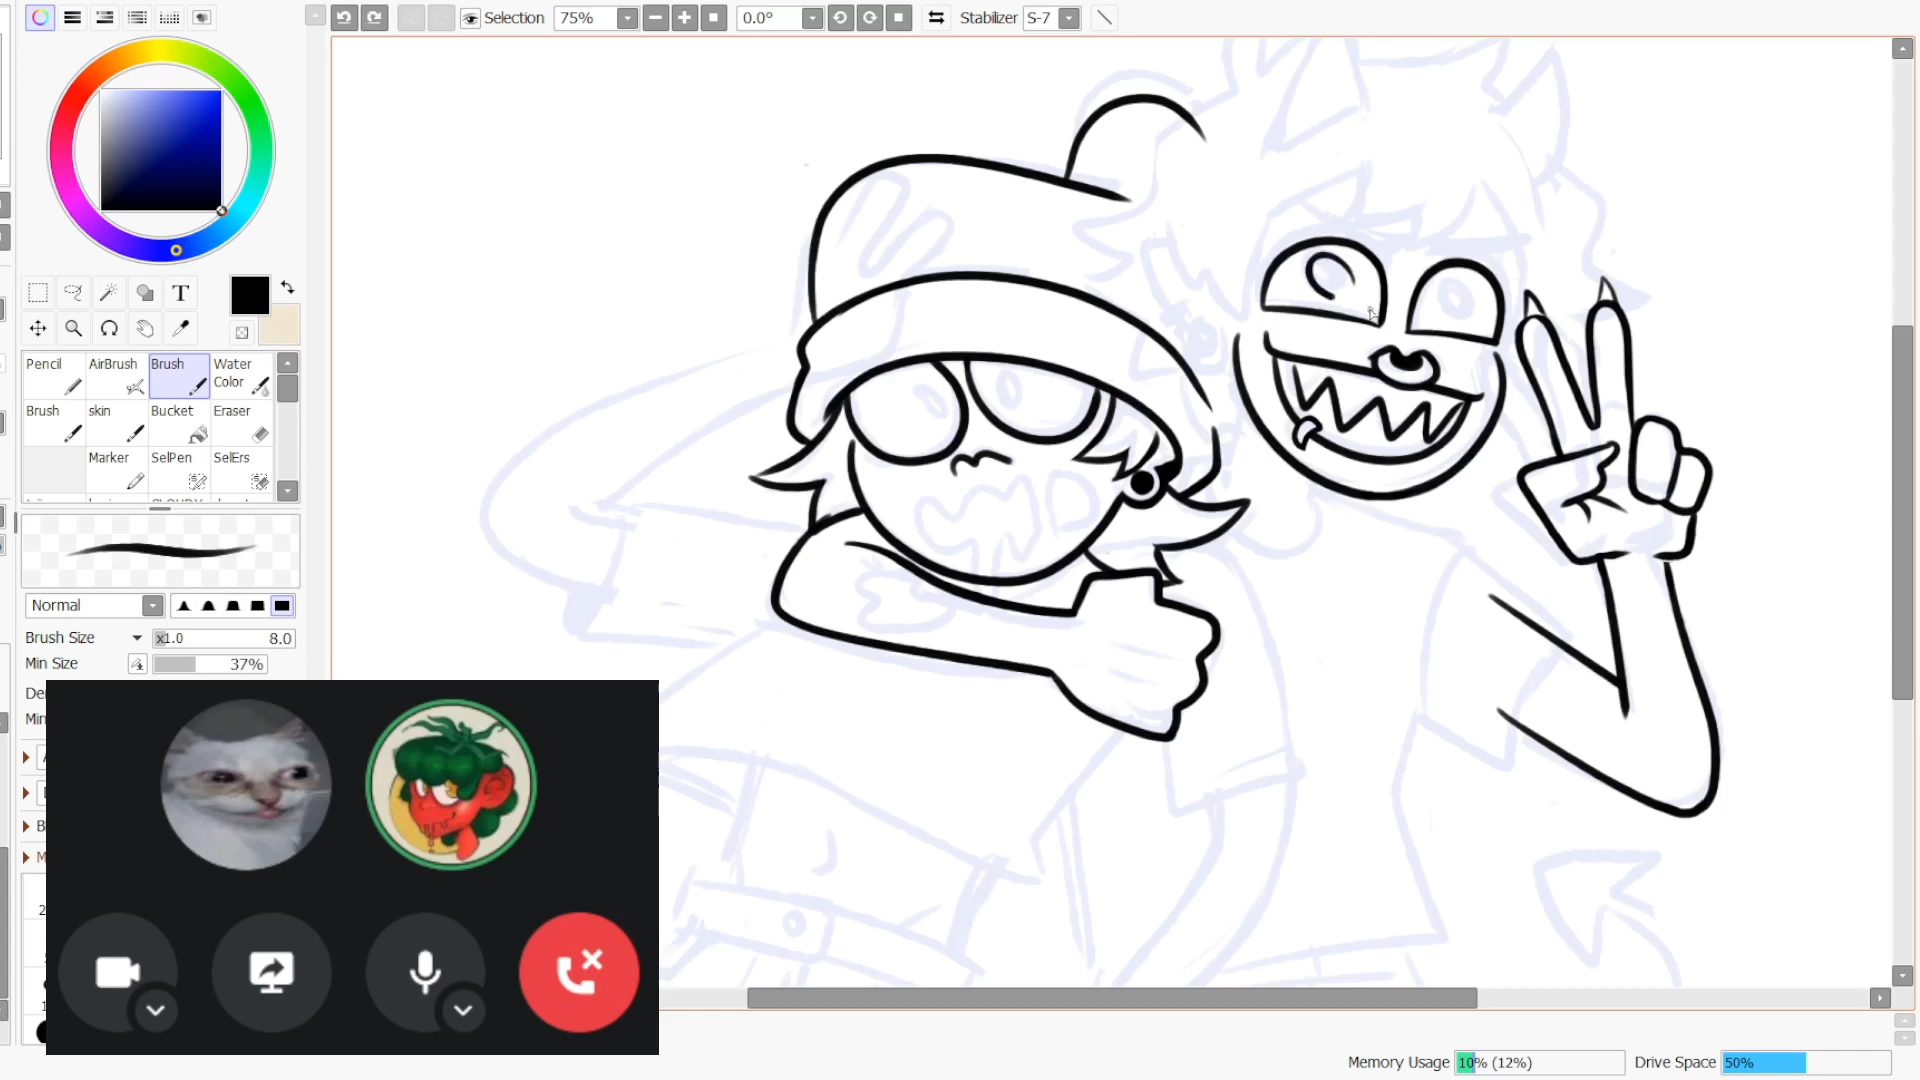 Selection 75% 0.0° Stabilizer S-7
T
Pencil AirBrush Brush Water Color
Brush skin Bucket Eraser
Marker SelPen SelErs
Normal
Brush Size x1.0 8.0
Min Size 37%
Memory Usage 10% (12%) Drive Space 50%